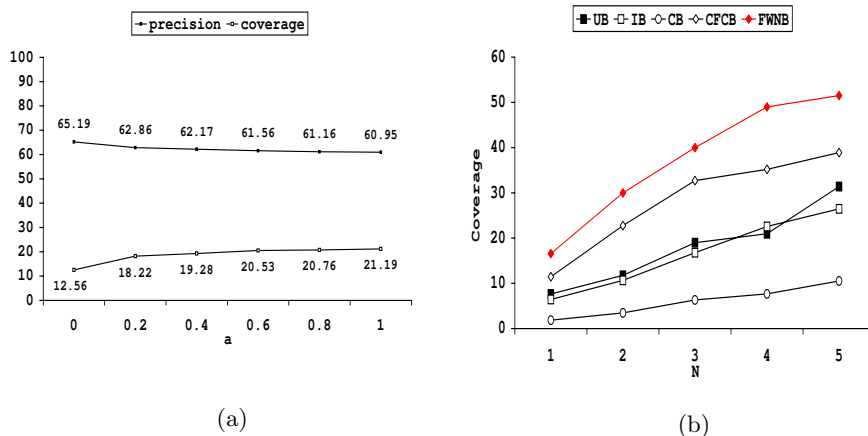 precision coverage
100
90
80
70
60
50
40
30
20
10
0
65.19 62.86 62.17 61.56 61.16 60.95
12.56 18.22 19.28 20.53 20.76 21.19
0 0.2 0.4 0.6 0.8 1
a
(a)
UB IB CB CFCB FWNB
60
50
40
30
20
10
0
Coverage
1 2 3 4 5
N
(b)